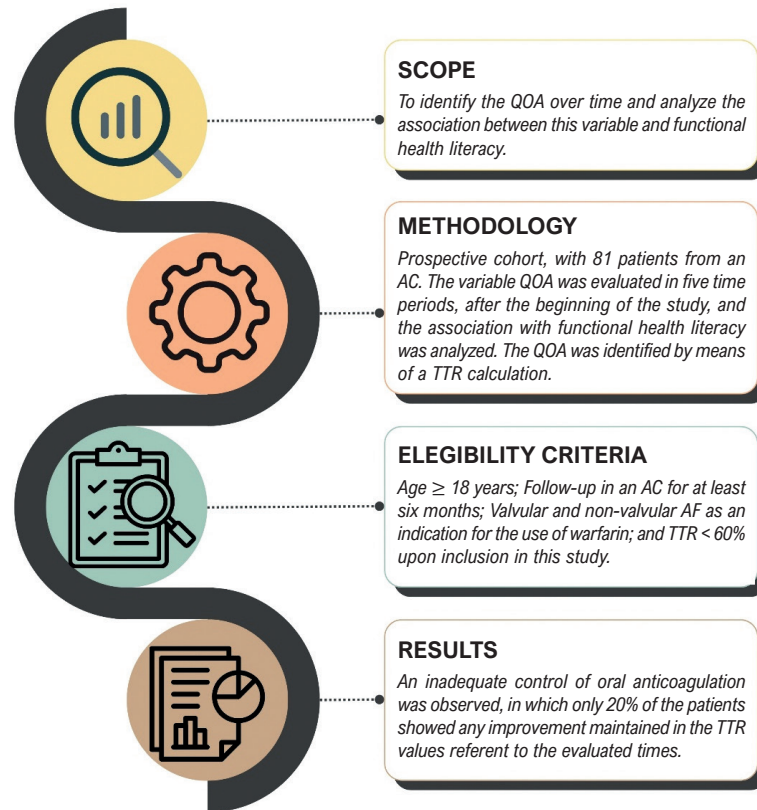 SCOPE
To identify the QOA over time and analyze the
association between this variable and functional
health literacy.
METHODOLOGY
Prospective cohort, with 81 patients from an
AC. The variable QOA was evaluated in five time
periods, after the beginning of the study, and
the association with functional health literacy
was analyzed. The QOA was identified by means
of a TTR calculation.
ELEGIBILITY CRITERIA
Age ≥ 18 years; Follow-up in an AC for at least
six months; Valvular and non-valvular AF as an
indication for the use of warfarin; and TTR < 60%
upon inclusion in this study.
RESULTS
An inadequate control of oral anticoagulation
was observed, in which only 20% of the patients
showed any improvement maintained in the TTR
values referent to the evaluated times.